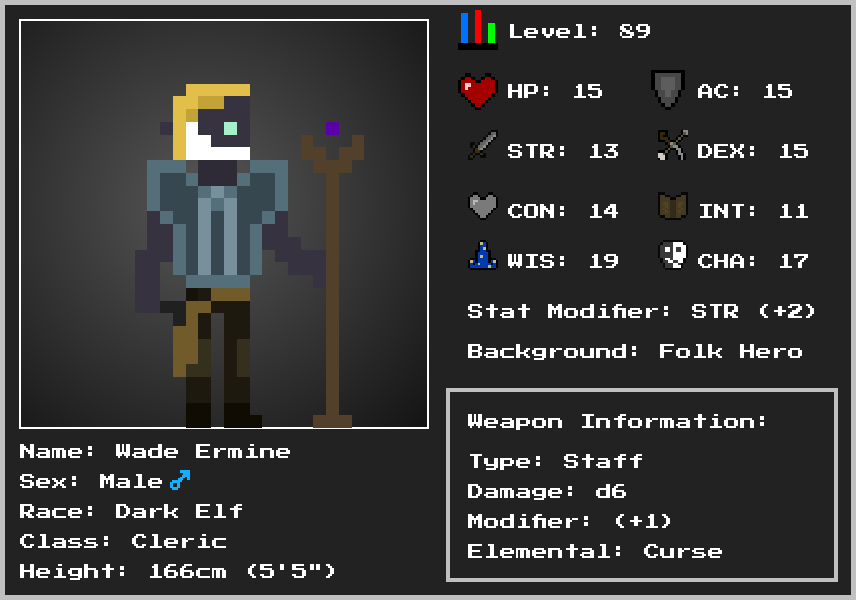 Level: 89
HP: 15 AC: 15
STR: 13 DEX: 15
CON: 14 INT: 11
WIS: 19 CHA: 17
Stat Modifier: STR (+2)
Background: Folk Hero
Weapon Information:
Type: Staff
Damage: d6
Modifier: (+1)
Elemental: Curse
Name: Wade Ermine
Sex: Male ♂
Race: Dark Elf
Class: Cleric
Height: 166cm (5'5")